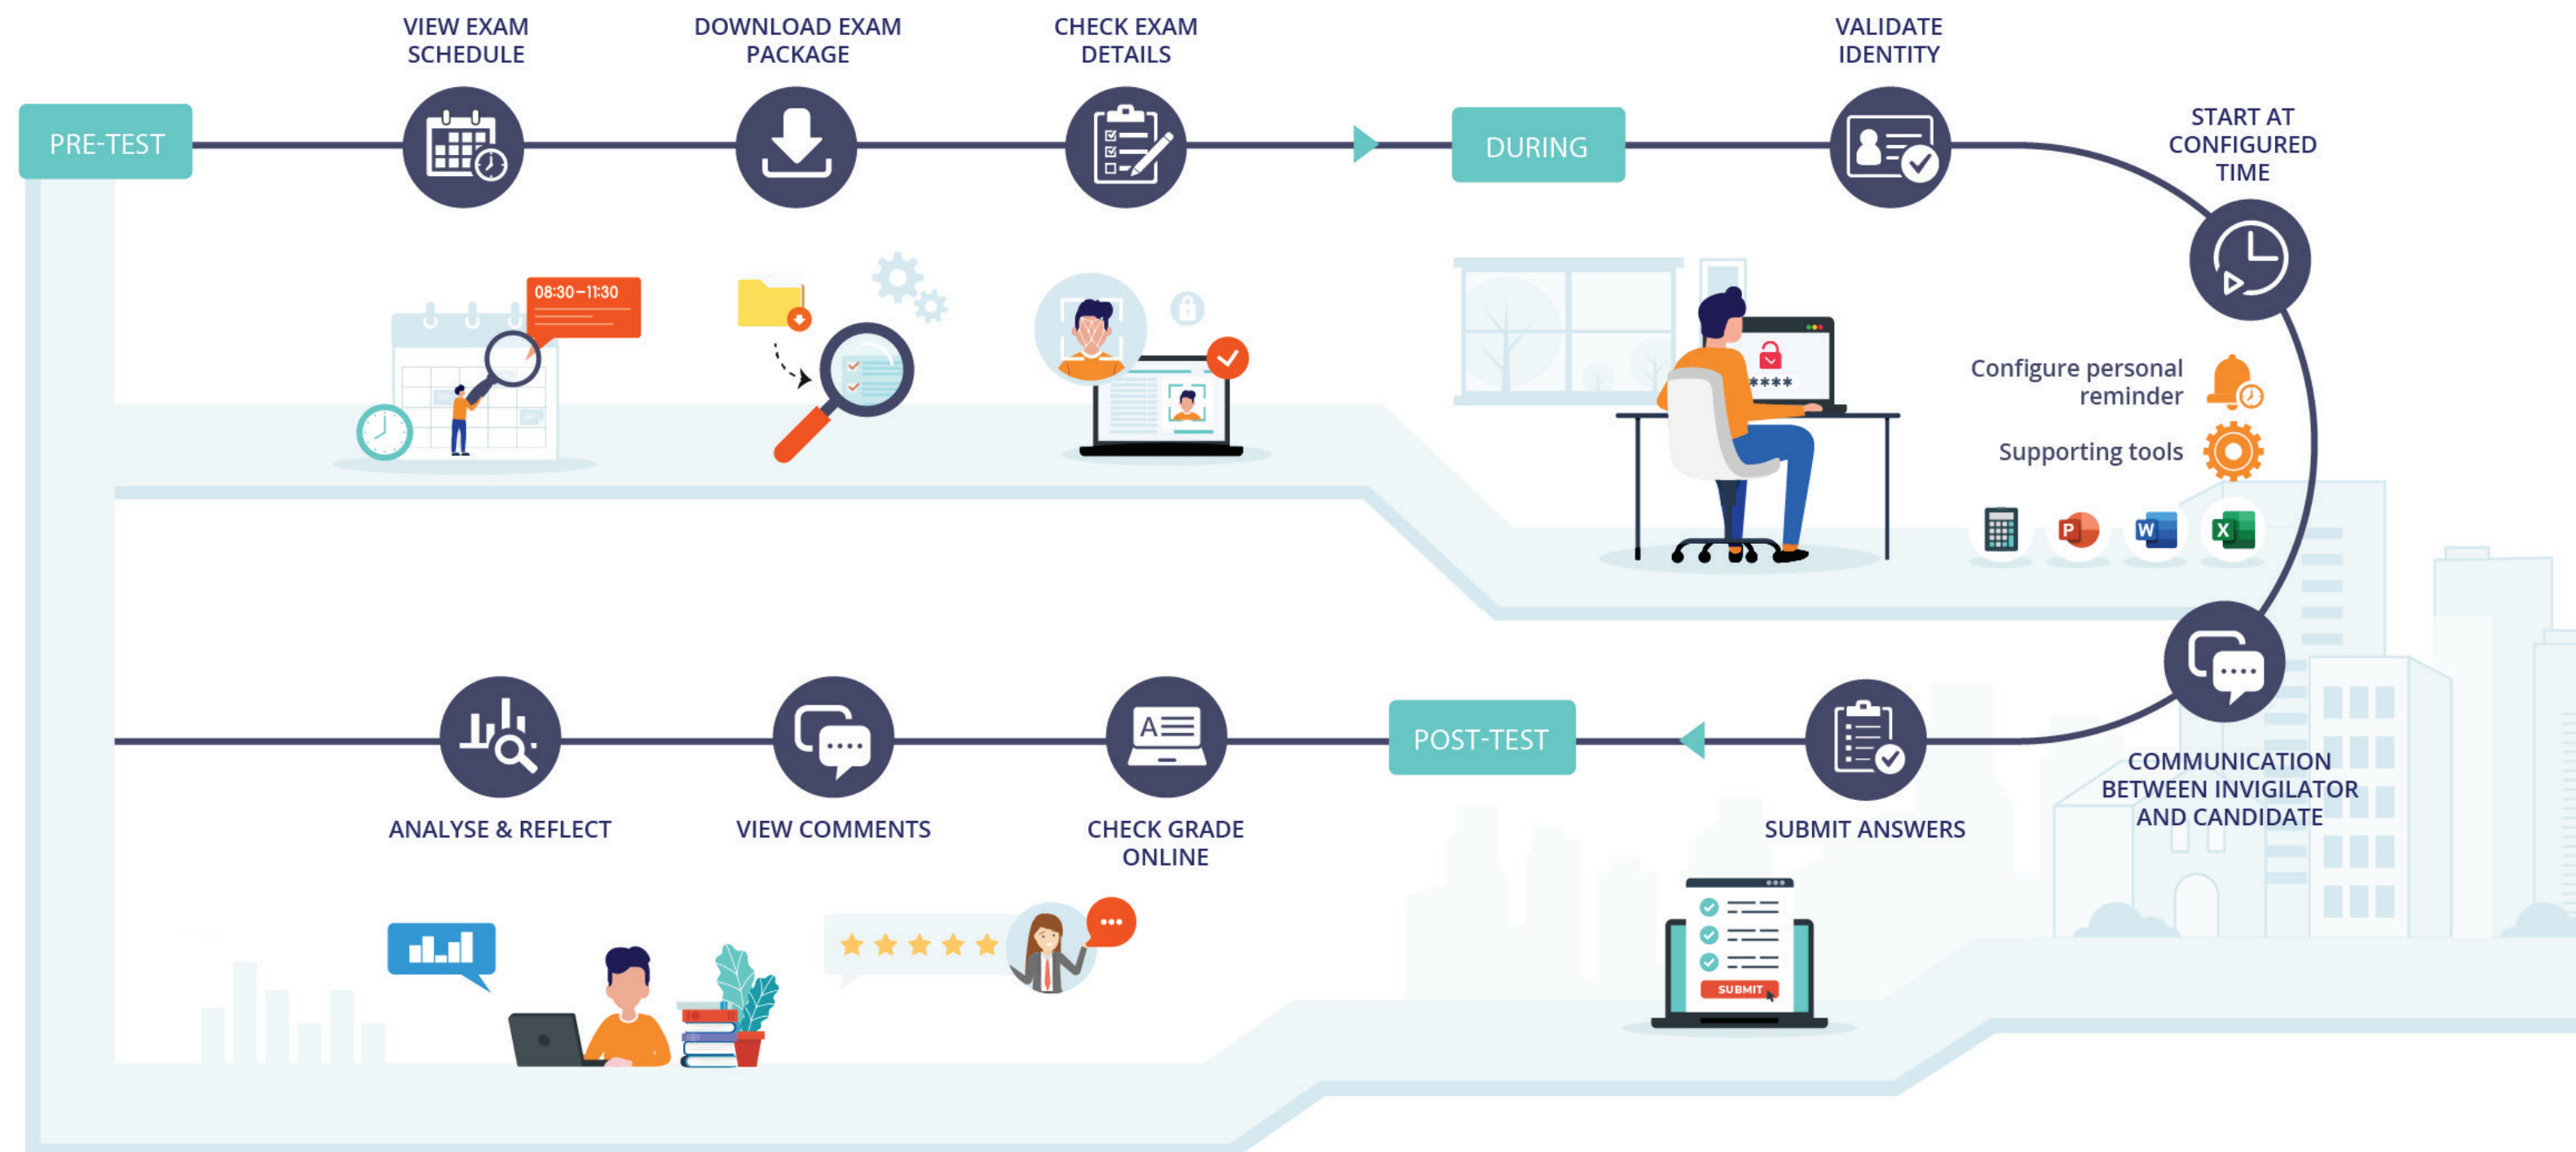 VIEW EXAM
SCHEDULE
DOWNLOAD EXAM
PACKAGE
CHECK EXAM
DETAILS
VALIDATE
IDENTITY
PRE-TEST
DURING
START AT
CONFIGURED
TIME
08:30–11:30
****
Configure personal
reminder
Supporting tools
P
W
X
A
POST-TEST
COMMUNICATION
BETWEEN INVIGILATOR
AND CANDIDATE
SUBMIT ANSWERS
CHECK GRADE
ONLINE
VIEW COMMENTS
ANALYSE & REFLECT
SUBMIT